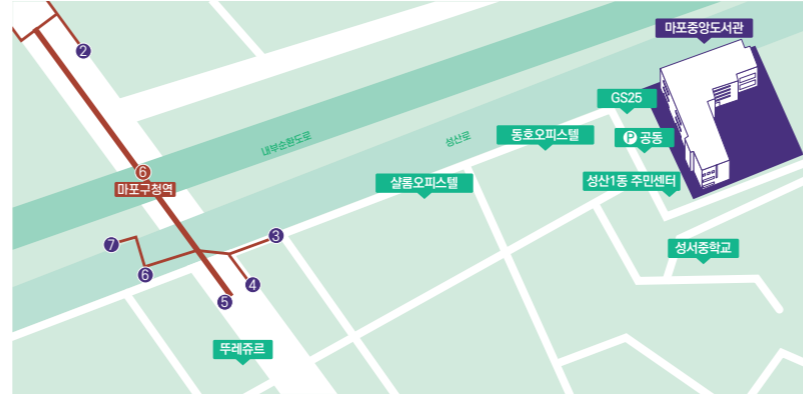 마포중앙도서관
2
GS25
내부순환도로
성산로
동호오피스텔
P 공동
6
마포구청역
샬롬오피스텔
성산1동 주민센터
7
3
성서중학교
6
4
5
뚜레쥬르